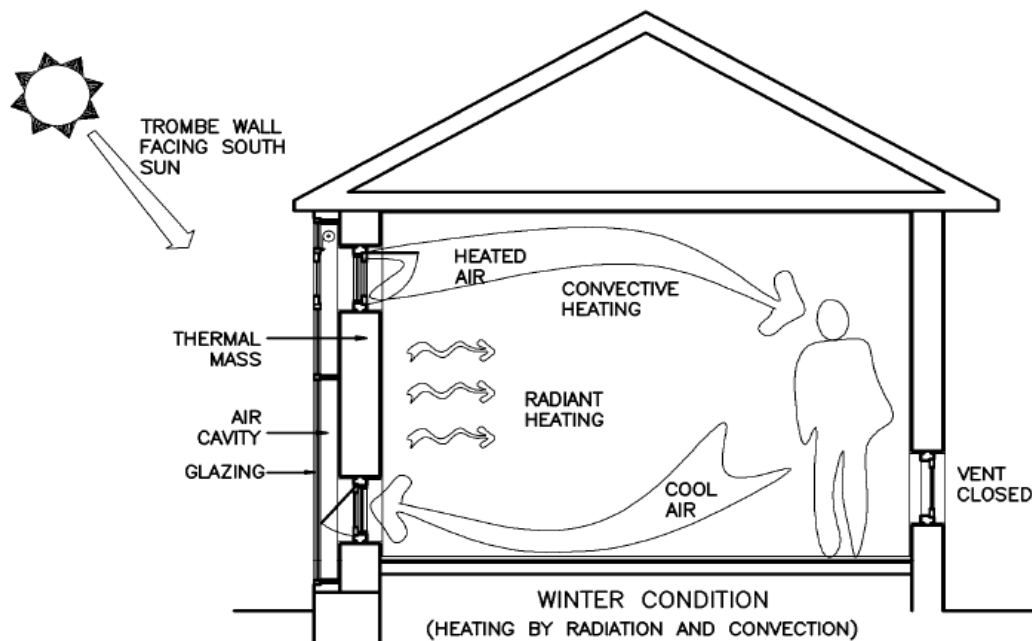 TROMBE WALL
FACING SOUTH
SUN
HEATED
AIR
CONVECTIVE
HEATING
THERMAL
MASS
RADIANT
HEATING
AIR
CAVITY
GLAZING
COOL
AIR
VENT
CLOSED
WINTER CONDITION
(HEATING BY RADIATION AND CONVECTION)